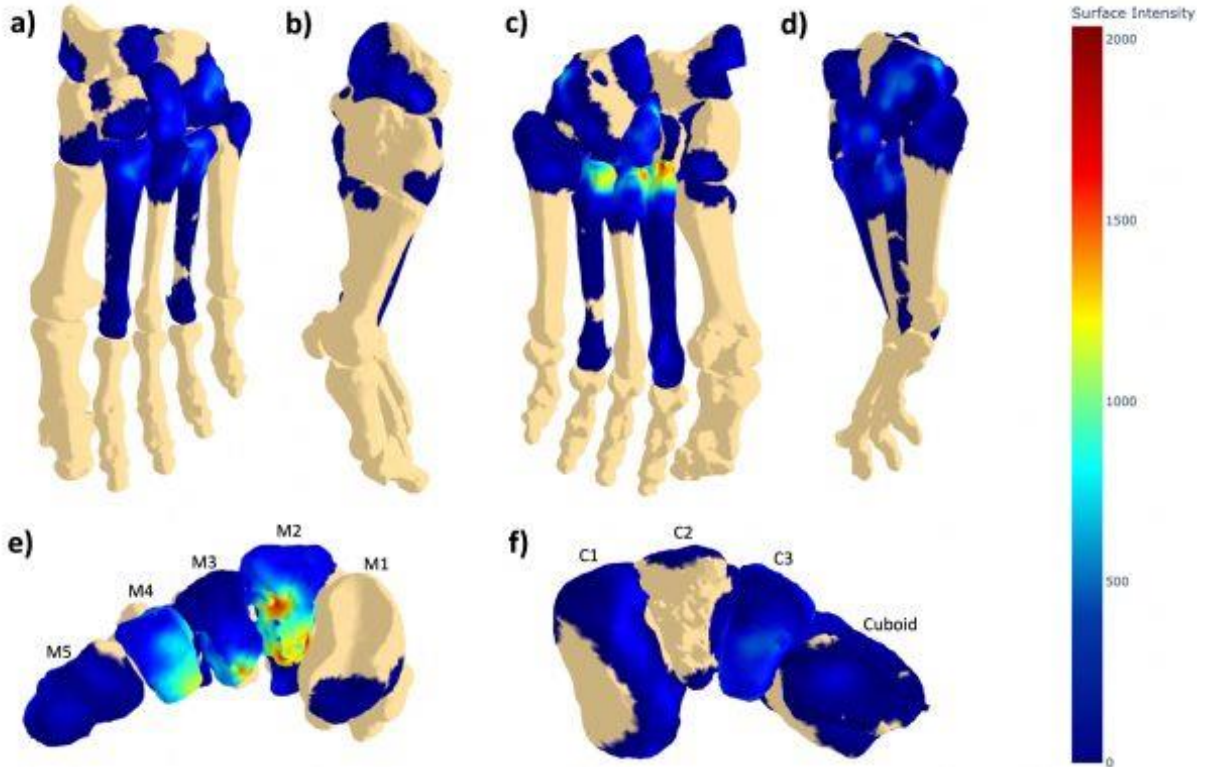 a)
b)
c)
d)
Surface Intensity
2000
1500
1000
500
0
e)
M5
M4
M3
M2
M1
f)
C1
C2
C3
Cuboid